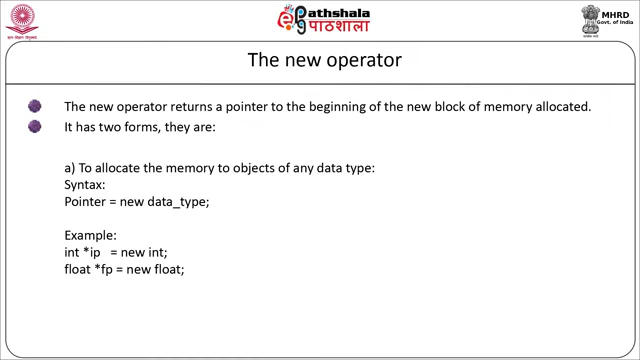 Pathshala
पाठशाला
MHRD
Govt. of India
The new operator
The new operator returns a pointer to the beginning of the new block of memory allocated.
It has two forms, they are:
a) To allocate the memory to objects of any data type:
Syntax:
Pointer = new data_type;
Example:
int *ip = new int;
float *fp = new float;